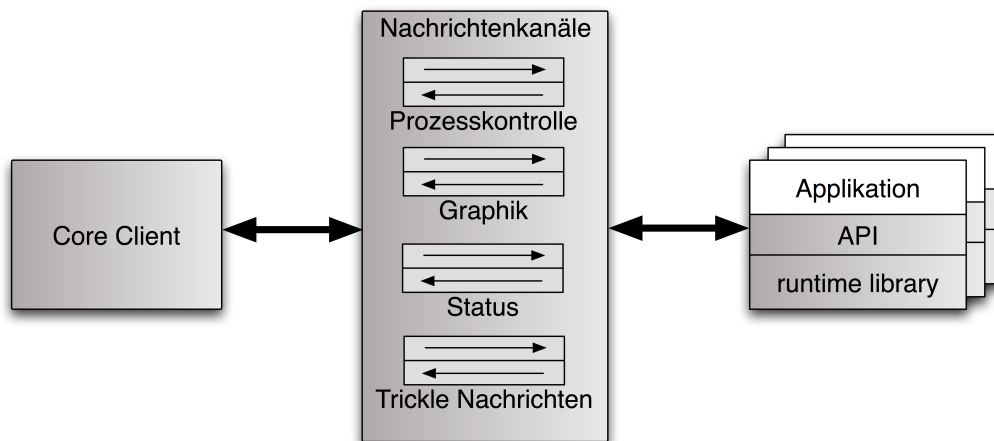 Nachrichtenkanäle
Prozesskontrolle
Graphik
Status
Trickle Nachrichten
Core Client
Applikation
API
runtime library